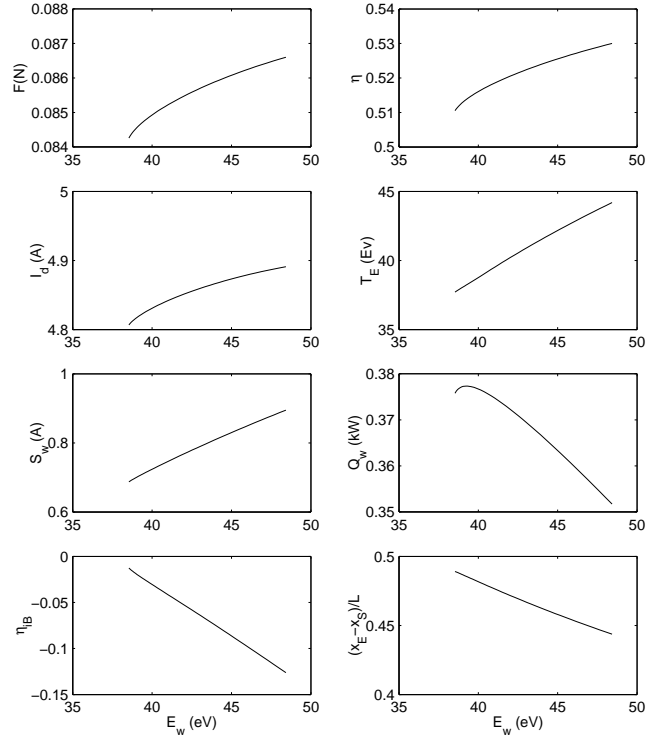 0.088
0.087
0.086
0.085
0.084
35 40 45 50
F(N)
0.54
0.53
0.52
0.51
0.5
35 40 45 50
η
5
4.9
4.8
35 40 45 50
I_d (A)
45
40
35
35 40 45 50
T_E (Ev)
1
0.8
0.6
35 40 45 50
S_w (A)
0.38
0.37
0.36
0.35
35 40 45 50
Q_w (kW)
0
−0.05
−0.1
−0.15
35 40 45 50
η_iB
E_w (eV)
0.5
0.45
0.4
35 40 45 50
(x_E−x_S)/L
E_w (eV)